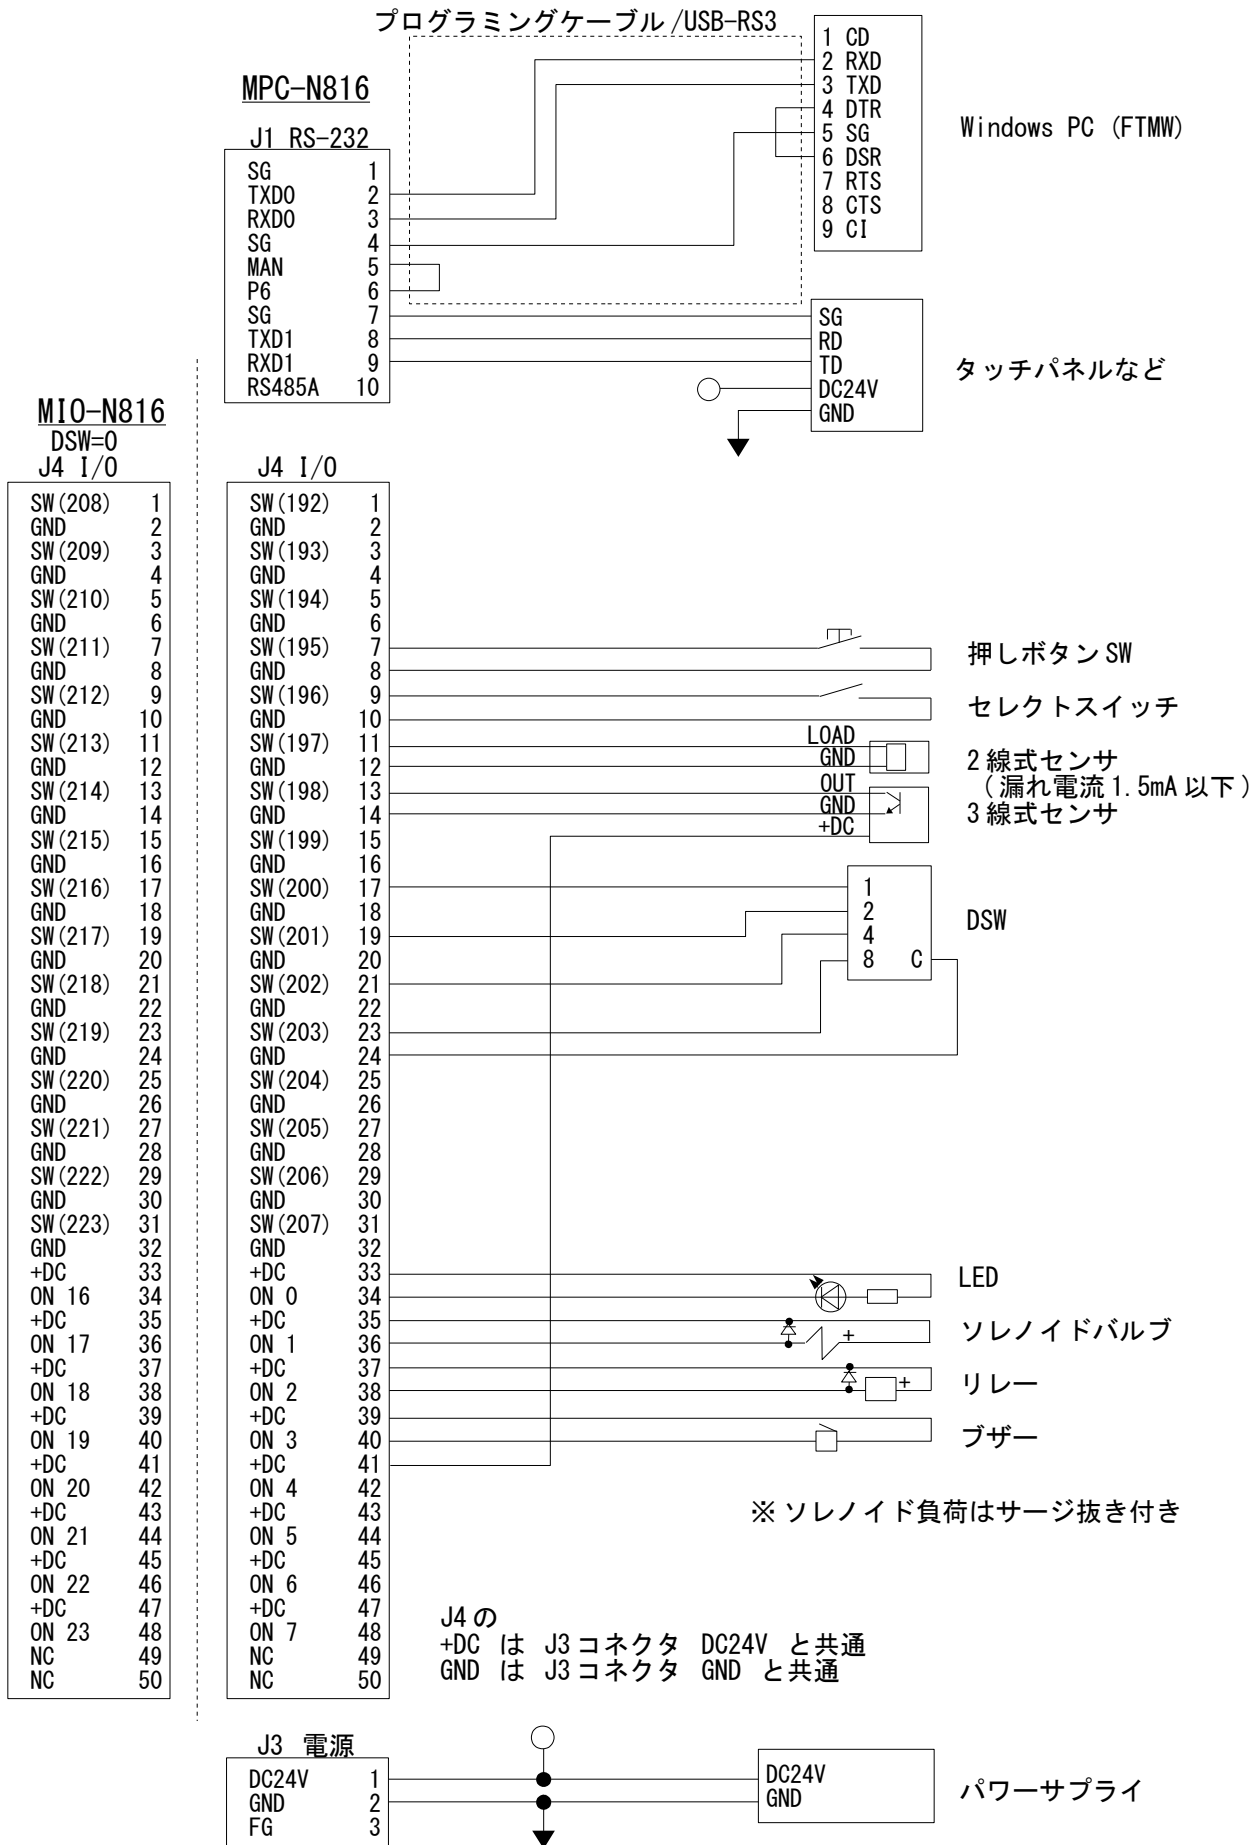 プログラミングケーブル/USB-RS3
1 CD
2 RXD
3 TXD
4 DTR
5 SG
6 DSR
7 RTS
8 CTS
9 CI
Windows PC (FTMW)
MPC-N816
J1 RS-232
SG 1
TXD0 2
RXD0 3
SG 4
MAN 5
P6 6
SG 7
TXD1 8
RXD1 9
RS485A 10
SG
RD
TD
DC24V
GND
タッチパネルなど
MIO-N816
DSW=0
J4 I/O
SW(208) 1
GND 2
SW(209) 3
GND 4
SW(210) 5
GND 6
SW(211) 7
GND 8
SW(212) 9
GND 10
SW(213) 11
GND 12
SW(214) 13
GND 14
SW(215) 15
GND 16
SW(216) 17
GND 18
SW(217) 19
GND 20
SW(218) 21
GND 22
SW(219) 23
GND 24
SW(220) 25
GND 26
SW(221) 27
GND 28
SW(222) 29
GND 30
SW(223) 31
GND 32
+DC 33
ON 16 34
+DC 35
ON 17 36
+DC 37
ON 18 38
+DC 39
ON 19 40
+DC 41
ON 20 42
+DC 43
ON 21 44
+DC 45
ON 22 46
+DC 47
ON 23 48
NC 49
NC 50
J4 I/O
SW(192) 1
GND 2
SW(193) 3
GND 4
SW(194) 5
GND 6
SW(195) 7
GND 8
SW(196) 9
GND 10
SW(197) 11
GND 12
SW(198) 13
GND 14
SW(199) 15
GND 16
SW(200) 17
GND 18
SW(201) 19
GND 20
SW(202) 21
GND 22
SW(203) 23
GND 24
SW(204) 25
GND 26
SW(205) 27
GND 28
SW(206) 29
GND 30
SW(207) 31
GND 32
+DC 33
ON 0 34
+DC 35
ON 1 36
+DC 37
ON 2 38
+DC 39
ON 3 40
+DC 41
ON 4 42
+DC 43
ON 5 44
+DC 45
ON 6 46
+DC 47
ON 7 48
NC 49
NC 50
押しボタンSW
セレクトスイッチ
LOAD
GND
2線式センサ
(漏れ電流1.5mA以下)
OUT
GND
+DC
3線式センサ
1
2
4
8 C
DSW
LED
+
ソレノイドバルブ
+
リレー
ブザー
※ソレノイド負荷はサージ抜き付き
J4の
+DC は J3コネクタ DC24V と共通
GND は J3コネクタ GND と共通
J3 電源
DC24V 1
GND 2
FG 3
DC24V
GND
パワーサプライ